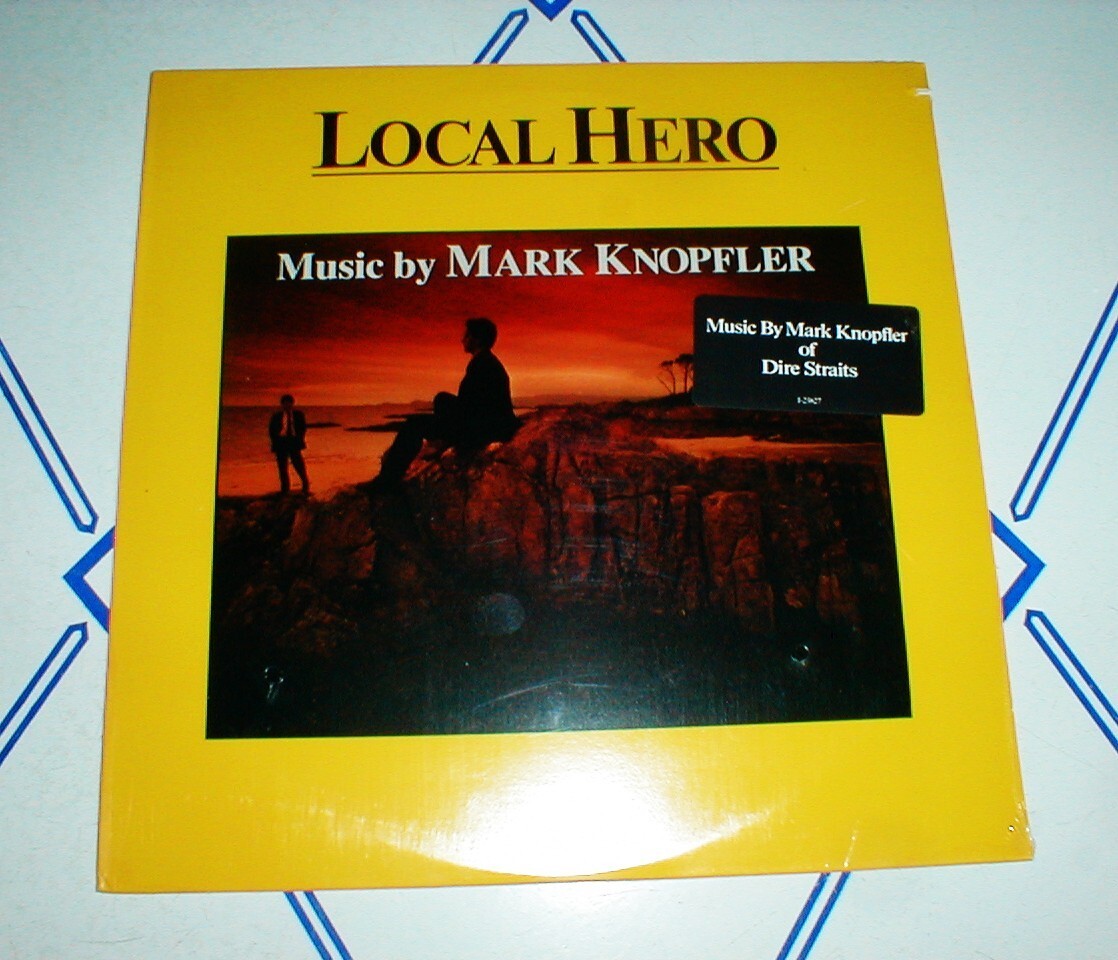 LOCAL HERO
Music by MARK KNOPFLER
Music By Mark Knopfler
of
Dire Straits